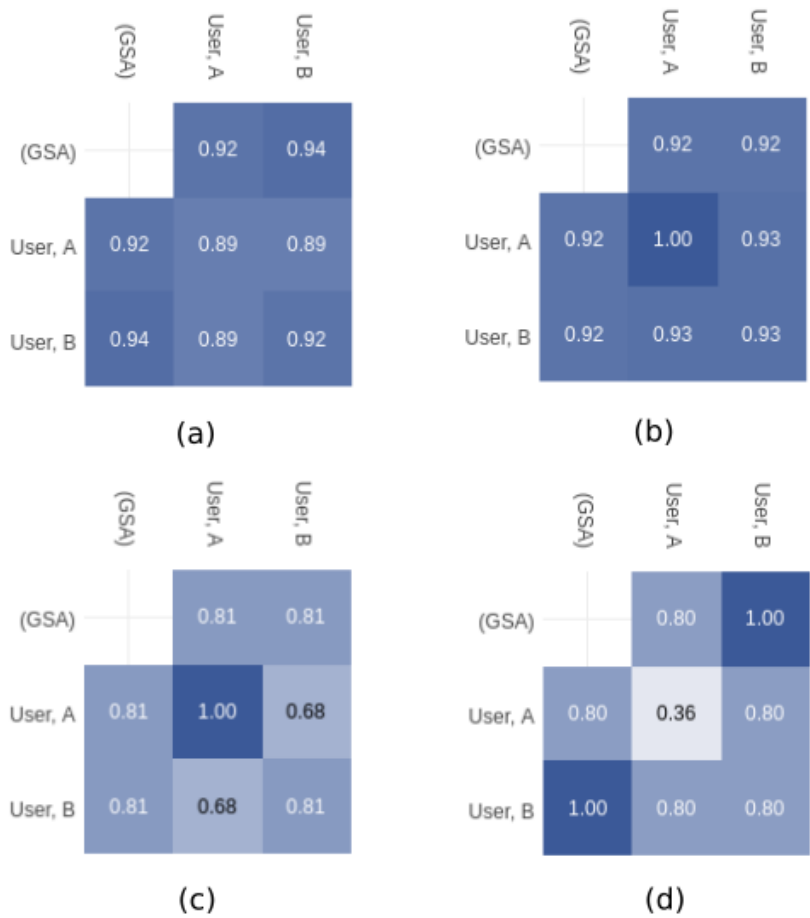 (GSA) User, A User, B
(GSA) 0.92 0.94
User, A 0.92 0.89 0.89
User, B 0.94 0.89 0.92
(a)
(GSA) User, A User, B
(GSA) 0.92 0.92
User, A 0.92 1.00 0.93
User, B 0.92 0.93 0.93
(b)
(GSA) User, A User, B
(GSA) 0.81 0.81
User, A 0.81 1.00 0.68
User, B 0.81 0.68 0.81
(c)
(GSA) User, A User, B
(GSA) 0.80 1.00
User, A 0.80 0.36 0.80
User, B 1.00 0.80 0.80
(d)